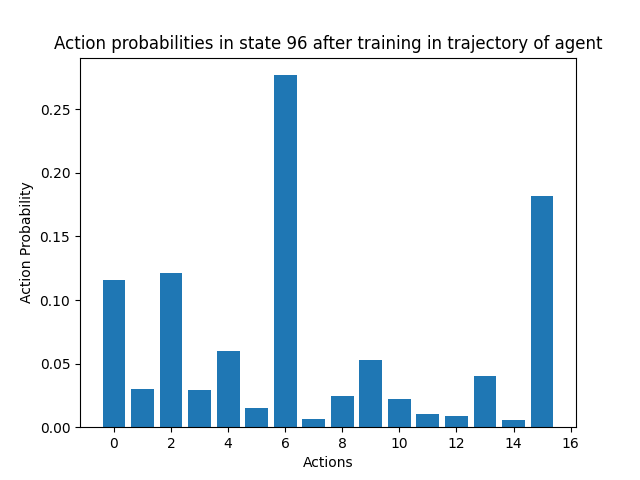 Action probabilities in state 96 after training in trajectory of agent
Action Probability
0.25
0.20
0.15
0.10
0.05
0.00
0 2 4 6 8 10 12 14 16
Actions